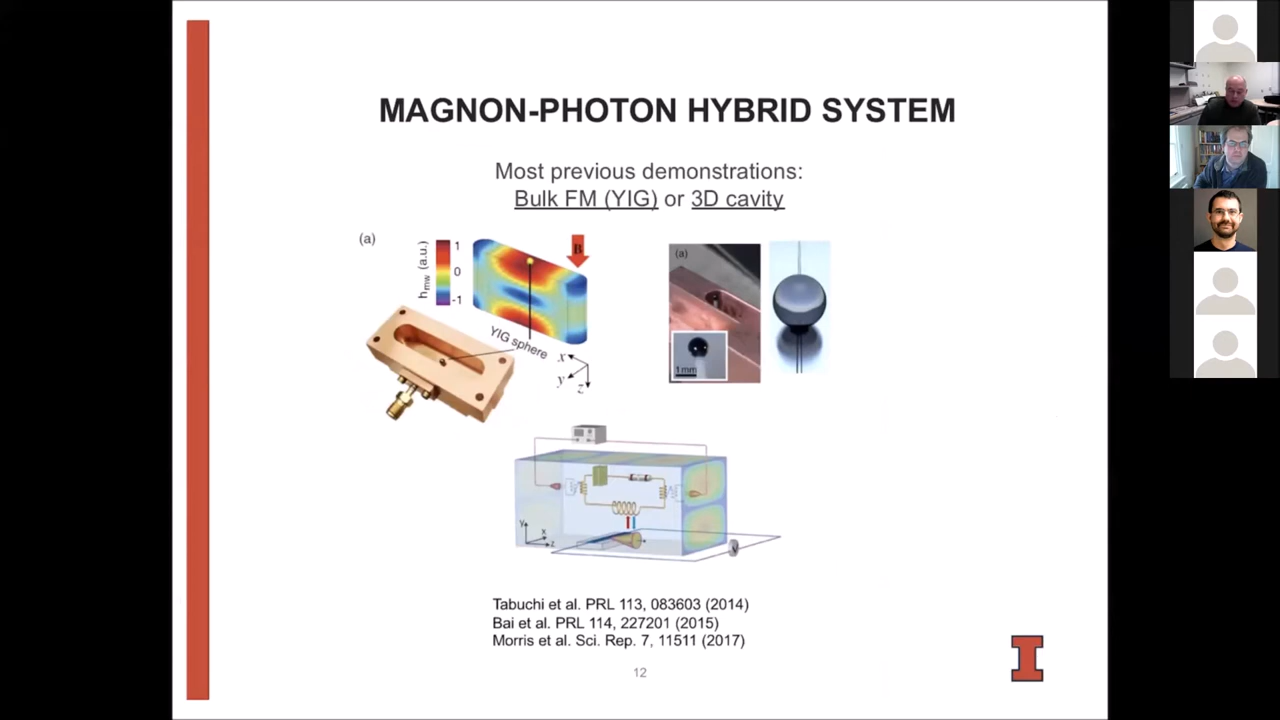 MAGNON-PHOTON HYBRID SYSTEM
Most previous demonstrations:
Bulk FM (YIG) or 3D cavity
(a)
h_mw (a.u.)
1
0
-1
B
YIG sphere
x
y
z
(a)
1 mm
y
x
z
V
Tabuchi et al. PRL 113, 083603 (2014)
Bai et al. PRL 114, 227201 (2015)
Morris et al. Sci. Rep. 7, 11511 (2017)
12
I